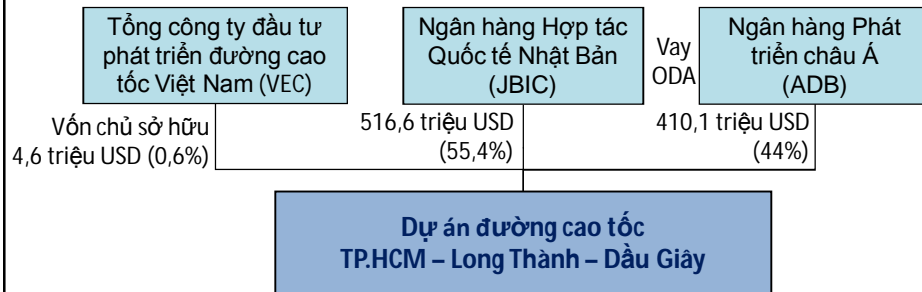 Tổng công ty đầu tư
phát triển đường cao
tốc Việt Nam (VEC)
Ngân hàng Hợp tác
Quốc tế Nhật Bản
(JBIC)
Vay
ODA
Ngân hàng Phát
triển châu Á
(ADB)
Vốn chủ sở hữu
4,6 triệu USD (0,6%)
516,6 triệu USD
(55,4%)
410,1 triệu USD
(44%)
Dự án đường cao tốc
TP.HCM – Long Thành – Dầu Giây